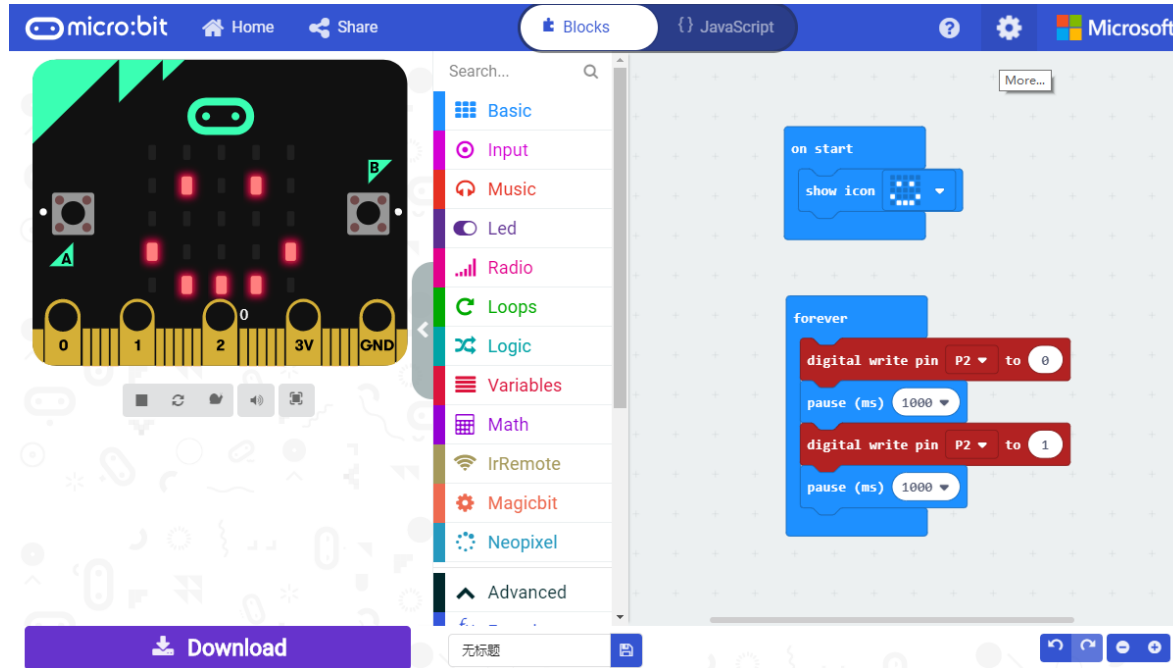 micro:bit Home Share Blocks {} JavaScript ? Microsoft
More...
Search...
Basic
Input
Music
Led
Radio
Loops
Logic
Variables
Math
IrRemote
Magicbit
Neopixel
Advanced
B
A
0
0 1 2 3V GND
on start
show icon
forever
digital write pin P2 to 0
pause (ms) 1000
digital write pin P2 to 1
pause (ms) 1000
Download
无标题